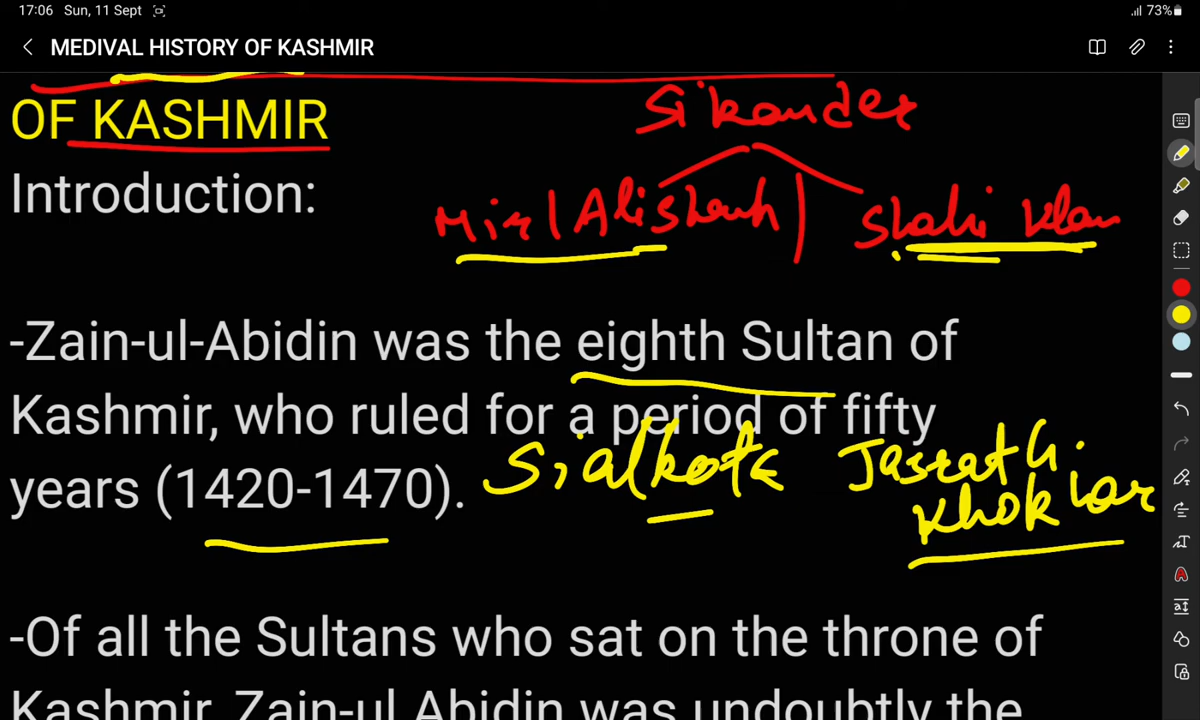 17:06 Sun, 11 Sept 73%
MEDIVAL HISTORY OF KASHMIR
OF KASHMIR
Sikander
Introduction:
Mir | Alishah | Shahi Khan
-Zain-ul-Abidin was the eighth Sultan of
Kashmir, who ruled for a period of fifty
years (1420-1470).
Sialkote Jasrath
Khokhar
-Of all the Sultans who sat on the throne of
Kashmir, Zain-ul Abidin was undoubtly the